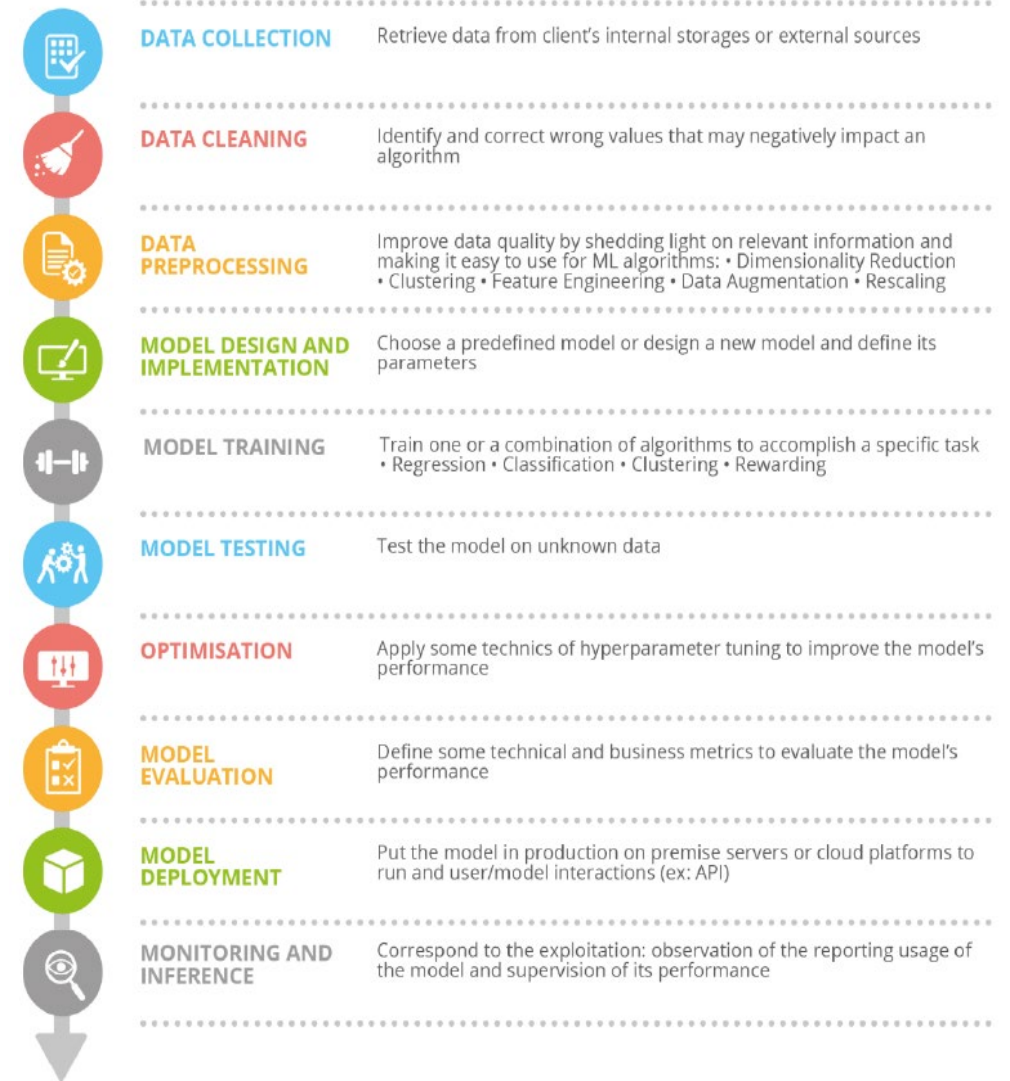 DATA COLLECTION
Retrieve data from client's internal storages or external sources
DATA CLEANING
Identify and correct wrong values that may negatively impact an
algorithm
DATA
PREPROCESSING
Improve data quality by shedding light on relevant information and
making it easy to use for ML algorithms: • Dimensionality Reduction
• Clustering • Feature Engineering • Data Augmentation • Rescaling
MODEL DESIGN AND
IMPLEMENTATION
Choose a predefined model or design a new model and define its
parameters
MODEL TRAINING
Train one or a combination of algorithms to accomplish a specific task
• Regression • Classification • Clustering • Rewarding
MODEL TESTING
Test the model on unknown data
OPTIMISATION
Apply some technics of hyperparameter tuning to improve the model's
performance
MODEL
EVALUATION
Define some technical and business metrics to evaluate the model's
performance
MODEL
DEPLOYMENT
Put the model in production on premise servers or cloud platforms to
run and user/model interactions (ex: API)
MONITORING AND
INFERENCE
Correspond to the exploitation: observation of the reporting usage of
the model and supervision of its performance